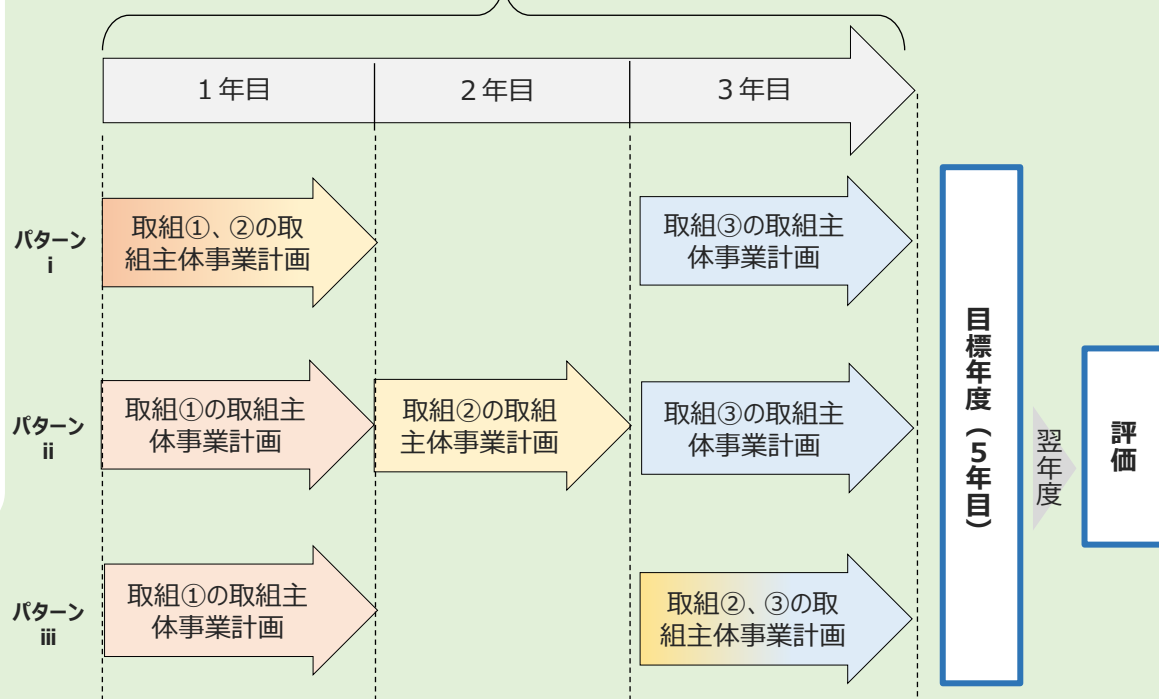 1年目
2年目
3年目
パターン
i
取組①、②の取
組主体事業計画
取組③の取組主
体事業計画
パターン
ii
取組①の取組主
体事業計画
取組②の取組
主体事業計画
取組③の取組主
体事業計画
パターン
iii
取組①の取組主
体事業計画
取組②、③の取
組主体事業計画
目標年度（5年目）
翌年度
評価